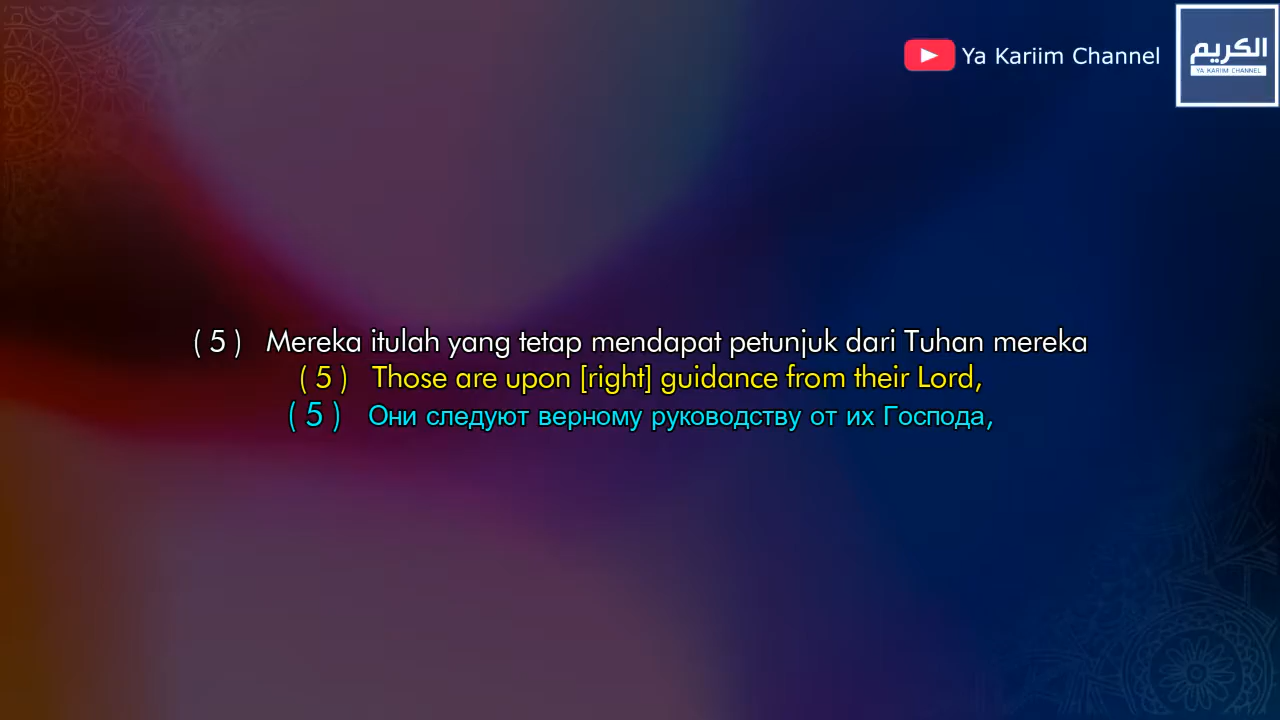 Ya Kariim Channel
الكريم
YA KARIIM CHANNEL
( 5 ) Mereka itulah yang tetap mendapat petunjuk dari Tuhan mereka
( 5 ) Those are upon [right] guidance from their Lord,
( 5 ) Они следуют верному руководству от их Господа,